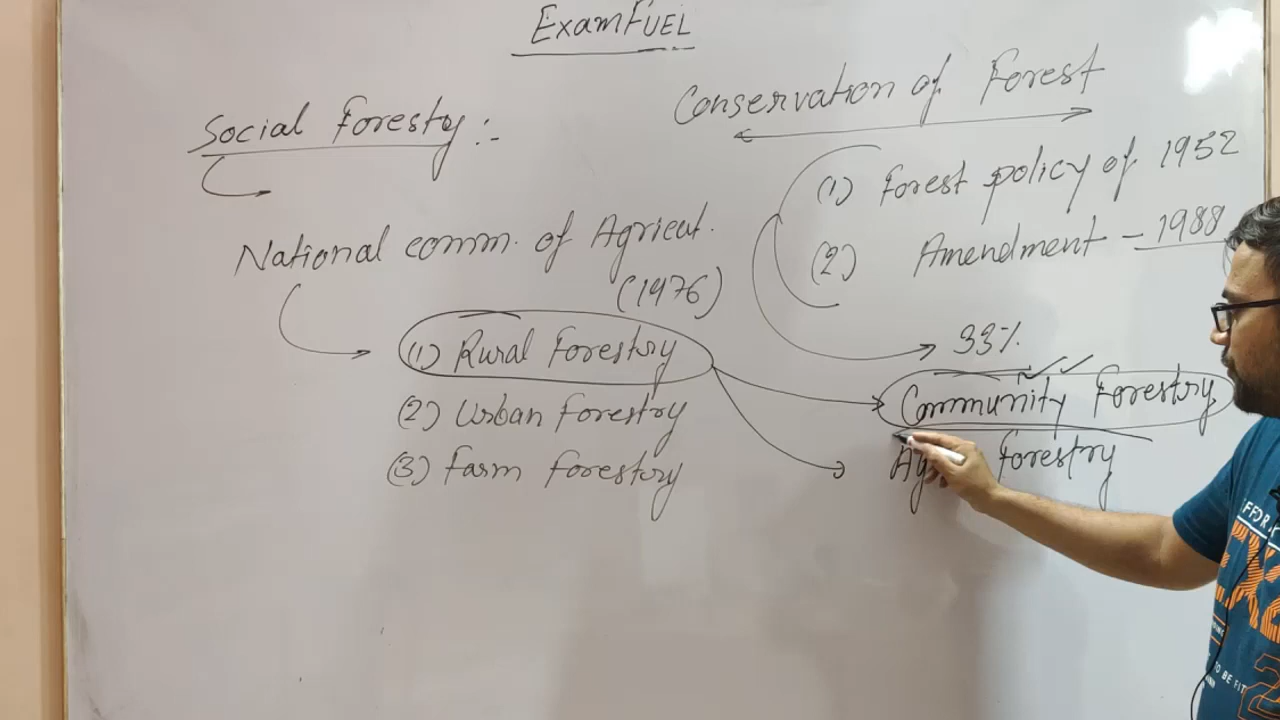 ExamFUEL
Social Forestry :-
National comm. of Agricut.
(1976)
(1) Rural Forestry
(2) Urban Forestry
(3) Farm Forestry
Conservation of Forest
(1) Forest policy of 1952
(2) Amendment - 1988
33%
Community Forestry
Forestry